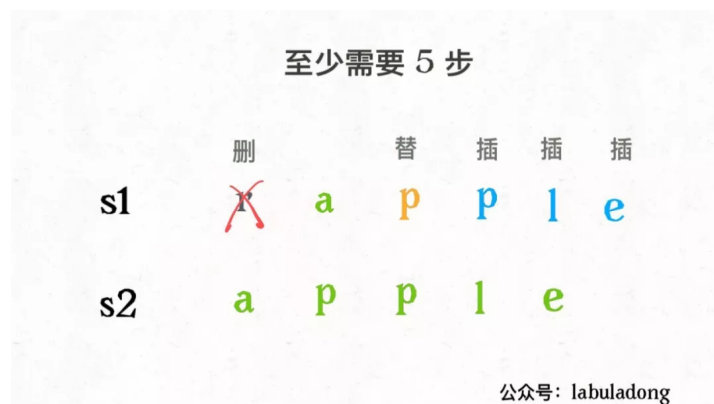 至少需要 5 步
删 替 插 插 插
s1 r a p p l e
s2 a p p l e
公众号：labuladong